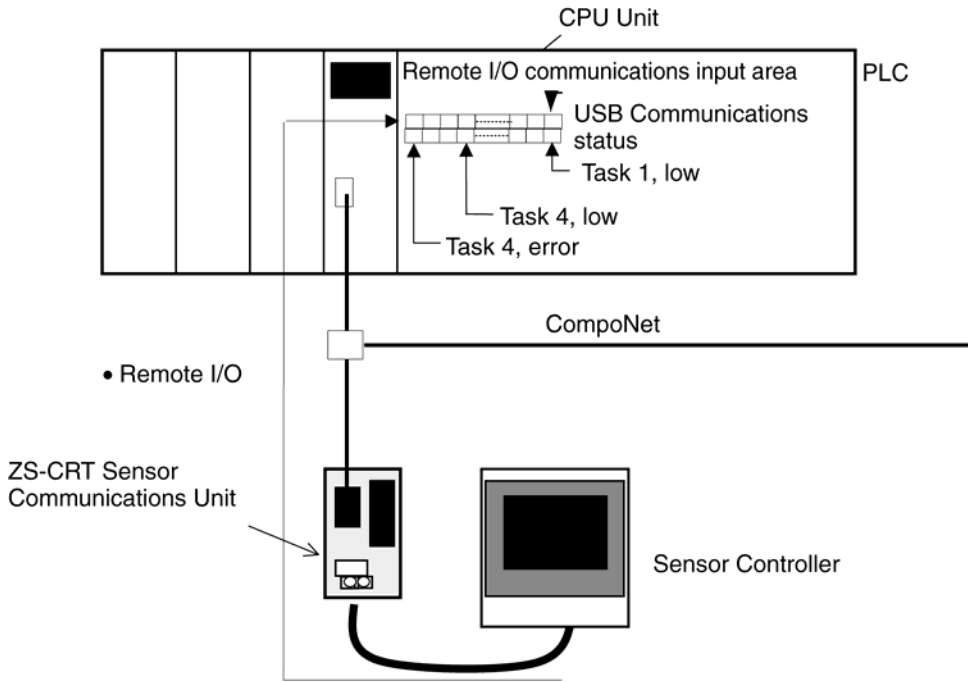 CPU Unit
Remote I/O communications input area
PLC
USB Communications
status
Task 1, low
Task 4, low
Task 4, error
CompoNet
• Remote I/O
ZS-CRT Sensor
Communications Unit
Sensor Controller